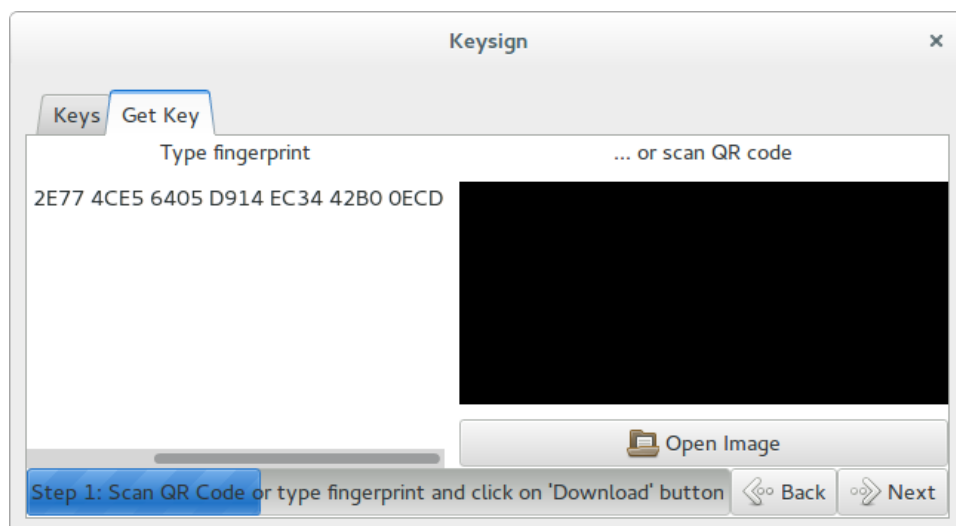 Keysign
Keys Get Key
Type fingerprint
... or scan QR code
2E77 4CE5 6405 D914 EC34 42B0 0ECD
Open Image
Step 1: Scan QR Code or type fingerprint and click on 'Download' button
Back
Next